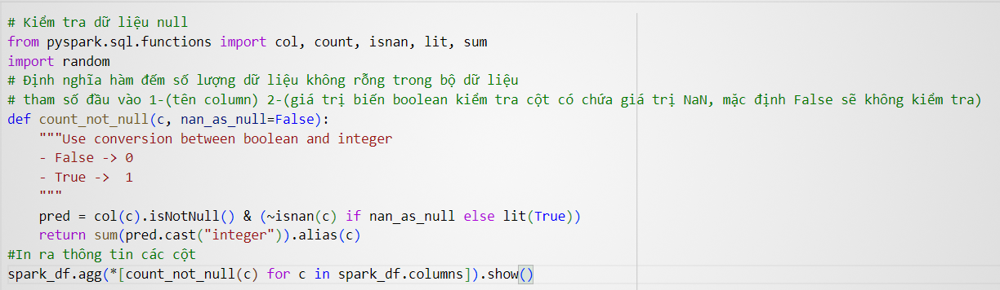 # Kiểm tra dữ liệu null
from pyspark.sql.functions import col, count, isnan, lit, sum
import random
# Định nghĩa hàm đếm số lượng dữ liệu không rỗng trong bộ dữ liệu
# tham số đầu vào 1-(tên column) 2-(giá trị biến boolean kiểm tra cột có chứa giá trị NaN, mặc định False sẽ không kiểm tra)
def count_not_null(c, nan_as_null=False):
    """Use conversion between boolean and integer
    - False -> 0
    - True ->  1
    """
    pred = col(c).isNotNull() & (~isnan(c) if nan_as_null else lit(True))
    return sum(pred.cast("integer")).alias(c)
#In ra thông tin các cột
spark_df.agg(*[count_not_null(c) for c in spark_df.columns]).show()